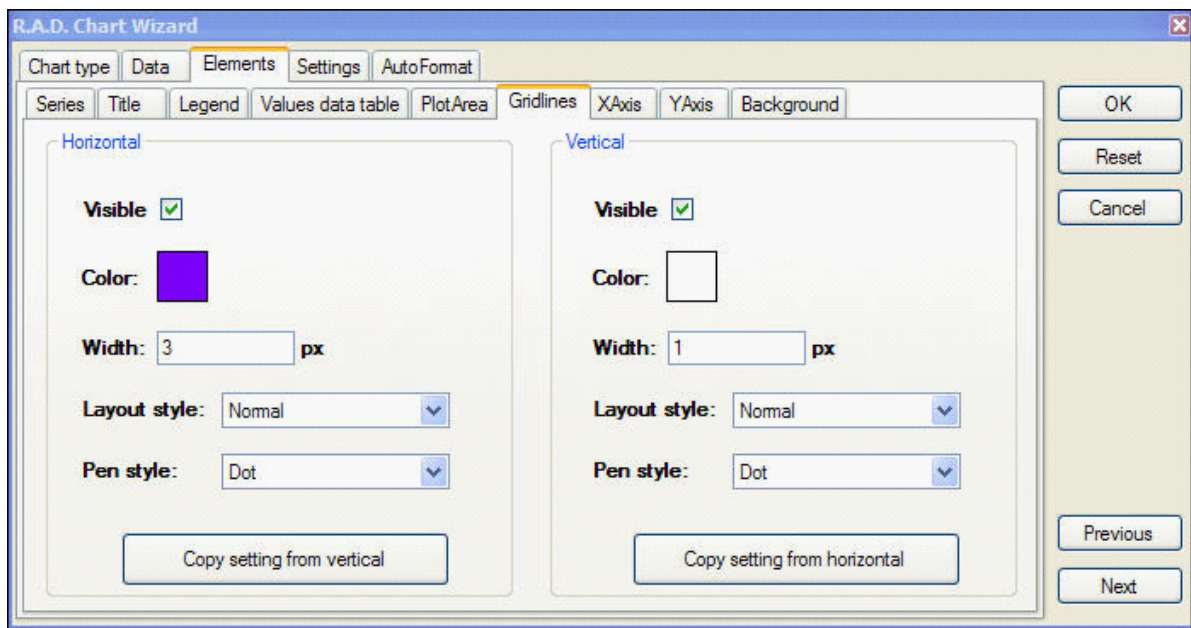 R.A.D. Chart Wizard
Chart type Data Elements Settings AutoFormat
Series Title Legend Values data table PlotArea Gridlines XAxis YAxis Background
Horizontal
Visible
Color:
Width: 3 px
Layout style: Normal
Pen style: Dot
Copy setting from vertical
Vertical
Visible
Color:
Width: 1 px
Layout style: Normal
Pen style: Dot
Copy setting from horizontal
OK
Reset
Cancel
Previous
Next